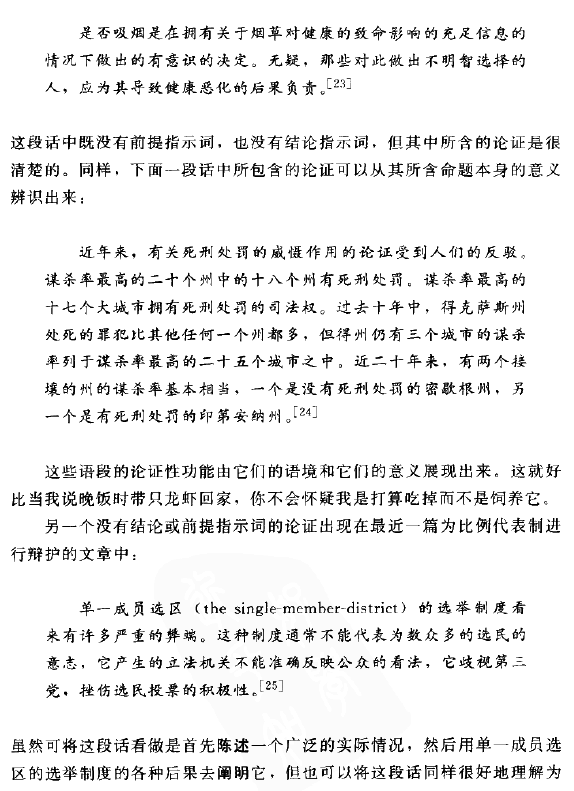 是否吸烟是在拥有关于烟草对健康的致命影响的充足信息的
情况下做出的有意识的决定。无疑，那些对此做出不明智选择的
人，应为其导致健康恶化的后果负责。[23]
这段话中既没有前提指示词，也没有结论指示词，但其中所含的论证是很
清楚的。同样，下面一段话中所包含的论证可以从其所含命题本身的意义
辨识出来：
近年来，有关死刑处罚的威慑作用的论证受到人们的反驳。
谋杀率最高的二十个州中的十八个州有死刑处罚。谋杀率最高的
十七个大城市拥有死刑处罚的司法权。过去十年中，得克萨斯州
处死的罪犯比其他任何一个州都多，但得州仍有三个城市的谋杀
率列于谋杀率最高的二十五个城市之中。近二十年来，有两个接
壤的州的谋杀率基本相当，一个是没有死刑处罚的密歇根州，另
一个是有死刑处罚的印第安纳州。[24]
这些语段的论证性功能由它们的语境和它们的意义展现出来。这就好
比当我说晚饭时带只龙虾回家，你不会怀疑我是打算吃掉而不是饲养它。
另一个没有结论或前提指示词的论证出现在最近一篇为比例代表制进
行辩护的文章中：
单一成员选区（the single-member-district）的选举制度看
来有许多严重的弊端。这种制度通常不能代表为数众多的选民的
意志，它产生的立法机关不能准确反映公众的看法，它歧视第三
党，挫伤选民投票的积极性。[25]
虽然可将这段话看做是首先陈述一个广泛的实际情况，然后用单一成员选
区的选举制度的各种后果去阐明它，但也可以将这段话同样很好地理解为